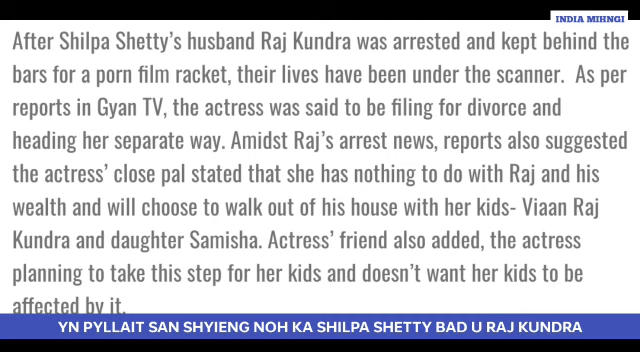 INDIA MIHNGI
After Shilpa Shetty's husband Raj Kundra was arrested and kept behind the
bars for a porn film racket, their lives have been under the scanner.  As per
reports in Gyan TV, the actress was said to be filing for divorce and
heading her separate way. Amidst Raj's arrest news, reports also suggested
the actress' close pal stated that she has nothing to do with Raj and his
wealth and will choose to walk out of his house with her kids- Viaan Raj
Kundra and daughter Samisha. Actress' friend also added, the actress
planning to take this step for her kids and doesn't want her kids to be
affected by it.
YN PYLLAIT SAN SHYIENG NOH KA SHILPA SHETTY BAD U RAJ KUNDRA